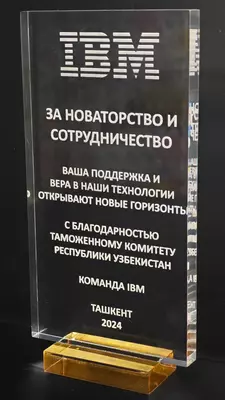 IBM
ЗА НОВАТОРСТВО И
СОТРУДНИЧЕСТВО
ВАША ПОДДЕРЖКА И
ВЕРА В НАШИ ТЕХНОЛОГИИ
ОТКРЫВАЮТ НОВЫЕ ГОРИЗОНТЫ
С БЛАГОДАРНОСТЬЮ
ТАМОЖЕННОМУ КОМИТЕТУ
РЕСПУБЛИКИ УЗБЕКИСТАН
КОМАНДА IBM
ТАШКЕНТ
2024